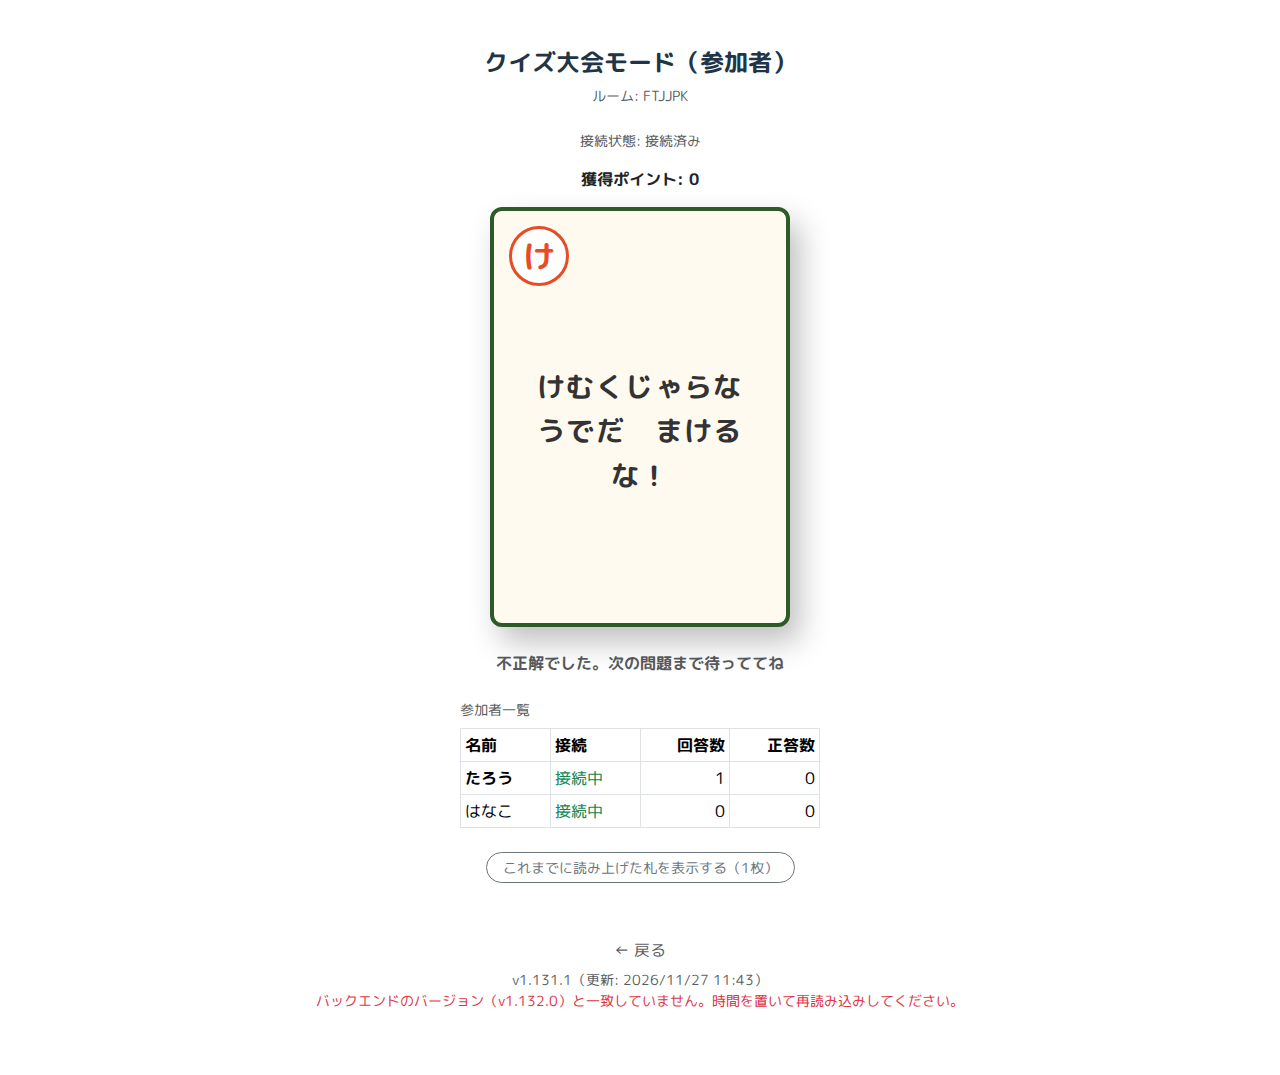 クイズ大会モード（参加者）
ルーム: FTJJPK
接続状態: 接続済み
獲得ポイント: 0
け
けむくじゃらな
うでだ　まける
な！
不正解でした。次の問題まで待っててね
参加者一覧
名前 接続 回答数 正答数
たろう 接続中 1 0
はなこ 接続中 0 0
これまでに読み上げた札を表示する（1枚）
← 戻る
v1.131.1（更新: 2026/11/27 11:43）
バックエンドのバージョン（v1.132.0）と一致していません。時間を置いて再読み込みしてください。